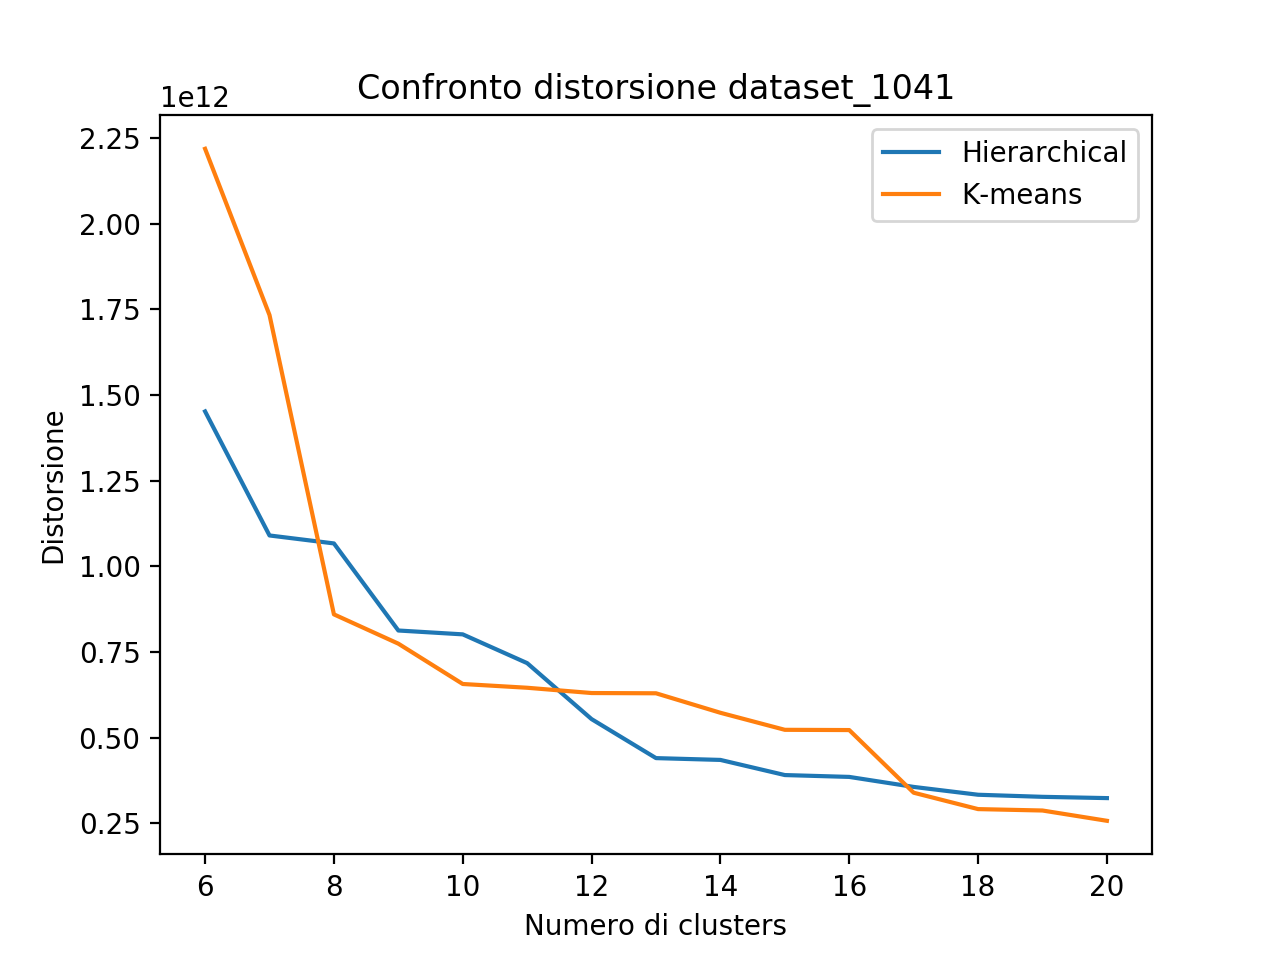 Confronto distorsione dataset_1041
1e12
2.25
2.00
1.75
1.50
1.25
1.00
0.75
0.50
0.25
Distorsione
Hierarchical
K-means
6 8 10 12 14 16 18 20
Numero di clusters